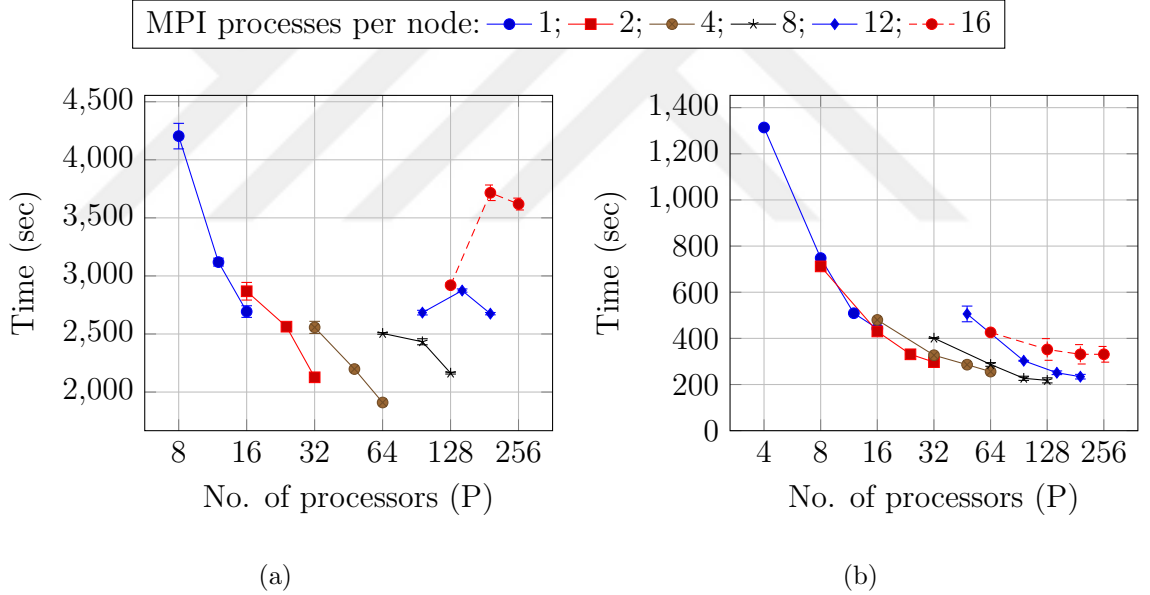 MPI processes per node: 1; 2; 4; 8; 12; 16
4,500
4,000
3,500
3,000
2,500
2,000
Time (sec)
8 16 32 64 128 256
No. of processors (P)
(a)
1,400
1,200
1,000
800
600
400
200
0
Time (sec)
4 8 16 32 64 128 256
No. of processors (P)
(b)